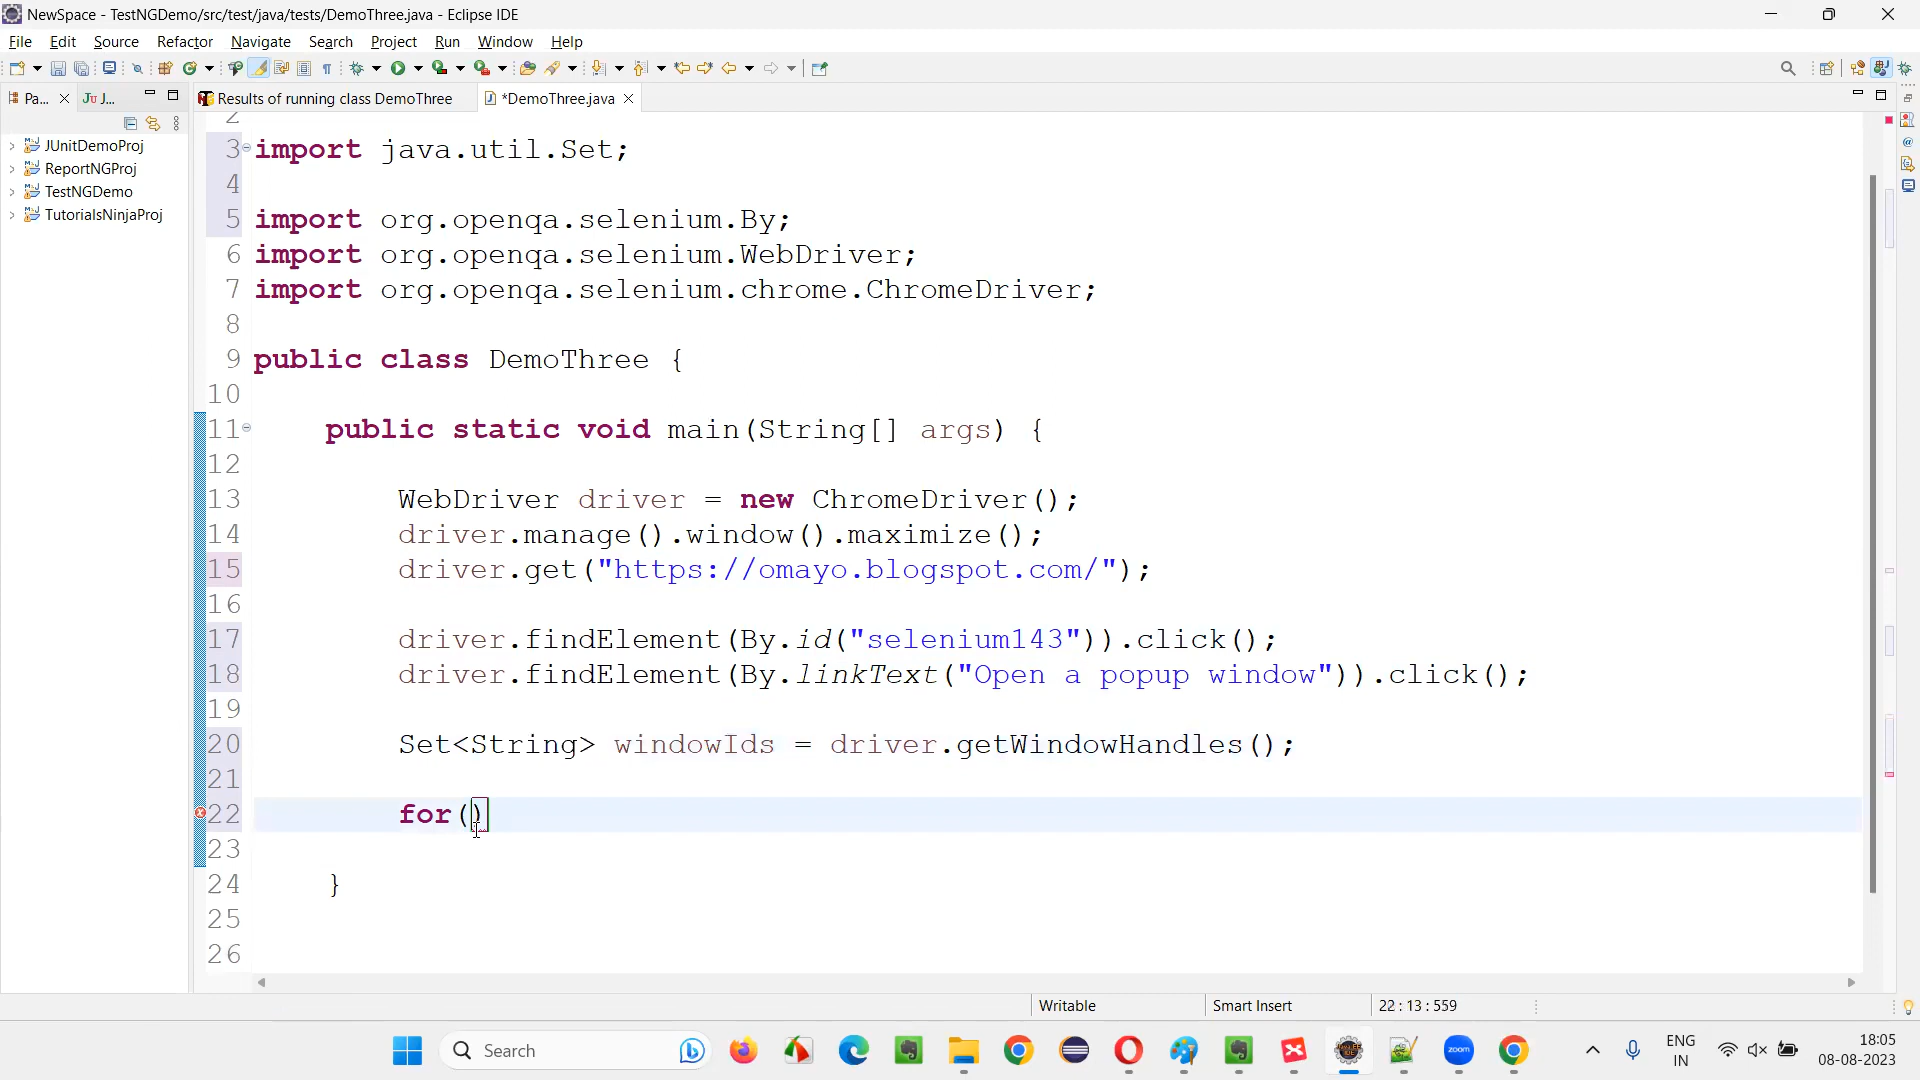 NewSpace - TestNGDemo/src/test/java/tests/DemoThree.java - Eclipse IDE
File Edit Source Refactor Navigate Search Project Run Window Help
Pa... Ju J... Results of running class DemoThree *DemoThree.java
JUnitDemoProj
ReportNGProj
TestNGDemo
TutorialsNinjaProj
2
3 import java.util.Set;
4
5 import org.openqa.selenium.By;
6 import org.openqa.selenium.WebDriver;
7 import org.openqa.selenium.chrome.ChromeDriver;
8
9 public class DemoThree {
10
11 public static void main(String[] args) {
12
13 WebDriver driver = new ChromeDriver();
14 driver.manage().window().maximize();
15 driver.get("https://omayo.blogspot.com/");
16
17 driver.findElement(By.id("selenium143")).click();
18 driver.findElement(By.linkText("Open a popup window")).click();
19
20 Set<String> windowIds = driver.getWindowHandles();
21
22 for()
23
24 }
25
26
Writable Smart Insert 22 : 13 : 559
Search zoom ENG IN 18:05 08-08-2023